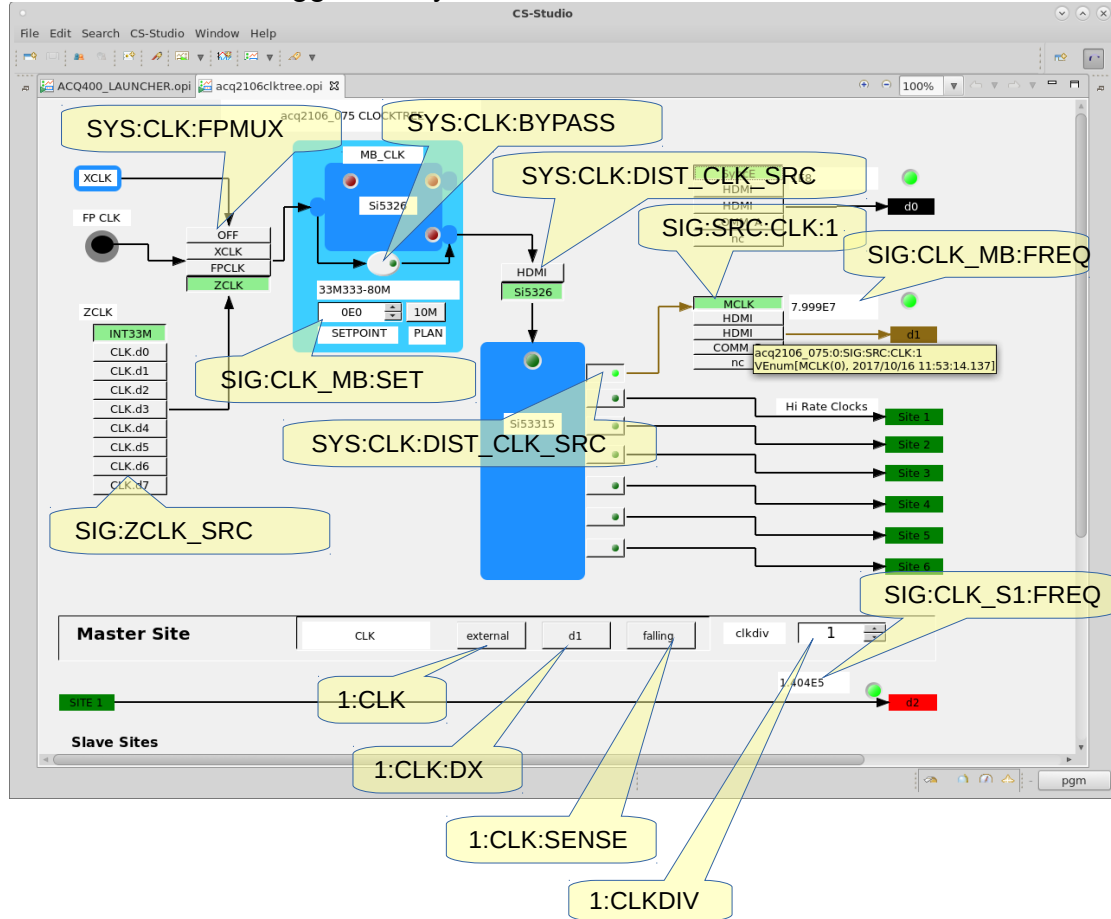 CS-Studio
File Edit Search CS-Studio Window Help
ACQ400_LAUNCHER.opi
acq2106clktree.opi
100%
acq2106_075 CLOCKTREE
SYS:CLK:FPMUX
SYS:CLK:BYPASS
MB_CLK
Si5326
XCLK
FP CLK
OFF
XCLK
FPCLK
ZCLK
SYS:CLK:DIST_CLK_SRC
HDMI
HDMI
nc
d0
SIG:SRC:CLK:1
SIG:CLK_MB:FREQ
HDMI
Si5326
33M333-80M
0E0
10M
SETPOINT
PLAN
MCLK
HDMI
HDMI
nc
7.999E7
d1
acq2106_075:0:SIG:SRC:CLK:1
VEnum[MCLK(0), 2017/10/16 11:53:14.137]
ZCLK
INT33M
CLK.d0
CLK.d1
CLK.d2
CLK.d3
CLK.d4
CLK.d5
CLK.d6
CLK.d7
SIG:CLK_MB:SET
SYS:CLK:DIST_CLK_SRC
Si53315
Hi Rate Clocks
Site 1
Site 2
Site 3
Site 4
Site 5
Site 6
SIG:ZCLK_SRC
SIG:CLK_S1:FREQ
Master Site
CLK
external
d1
falling
clkdiv
1
1.404E5
1:CLK
SITE 1
d2
Slave Sites
1:CLK:DX
pgm
1:CLK:SENSE
1:CLKDIV